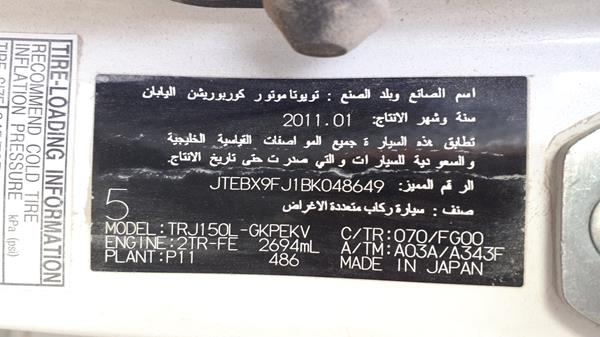 TIRE-LOADING INFORMATION
RECOMMEND COLD TIRE
INFLATION PRESSURE kPa (psi)
TIRE SIZE
اسم الصانع وبلد الصنع : تويوتا موتور كوربوريشن اليابان
سنة وشهر الانتاج: 2011.01
تطابق هذه السيارة جميع المواصفات القياسية الخليجية
والسعودية للسيارات والتي صدرت حتى تاريخ الانتاج.
الرقم المميز: JTEBX9FJ1BK048649
صنف : سيارة ركاب متعددة الاغراض
5
MODEL: TRJ150L-GKPEKV C/TR: 070/FG00
ENGINE: 2TR-FE 2694mL A/TM: A03A/A343F
PLANT: P11 486 MADE IN JAPAN